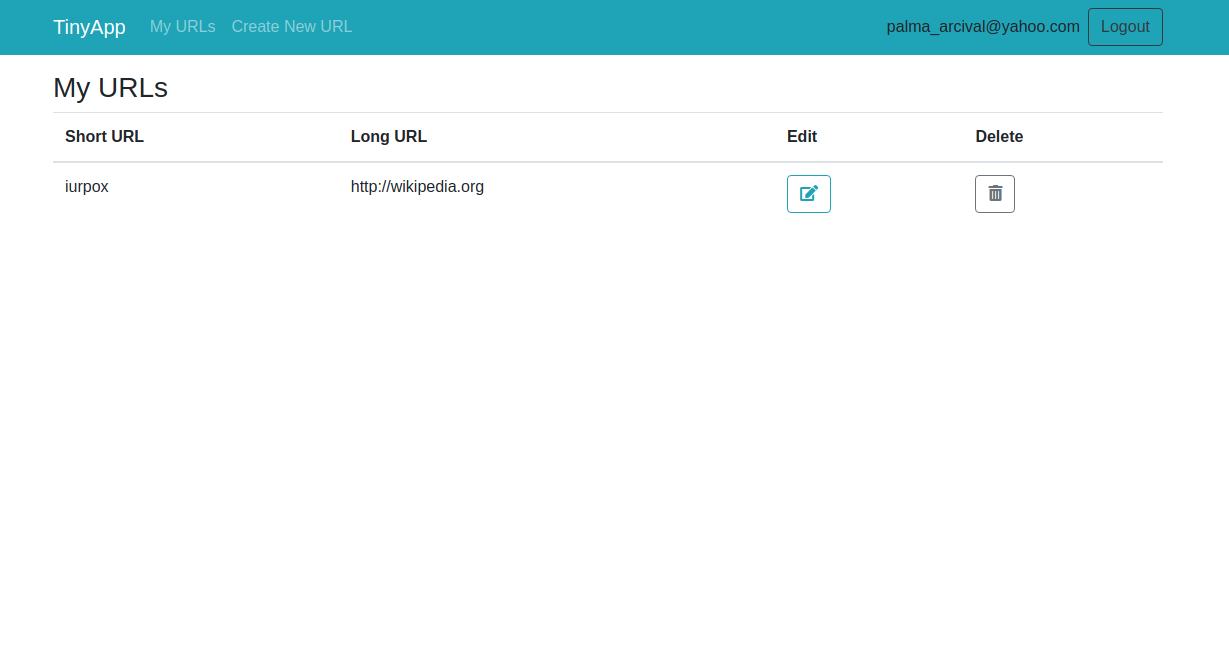 TinyApp My URLs Create New URL palma_arcival@yahoo.com Logout
My URLs
Short URL Long URL Edit Delete
iurpox http://wikipedia.org